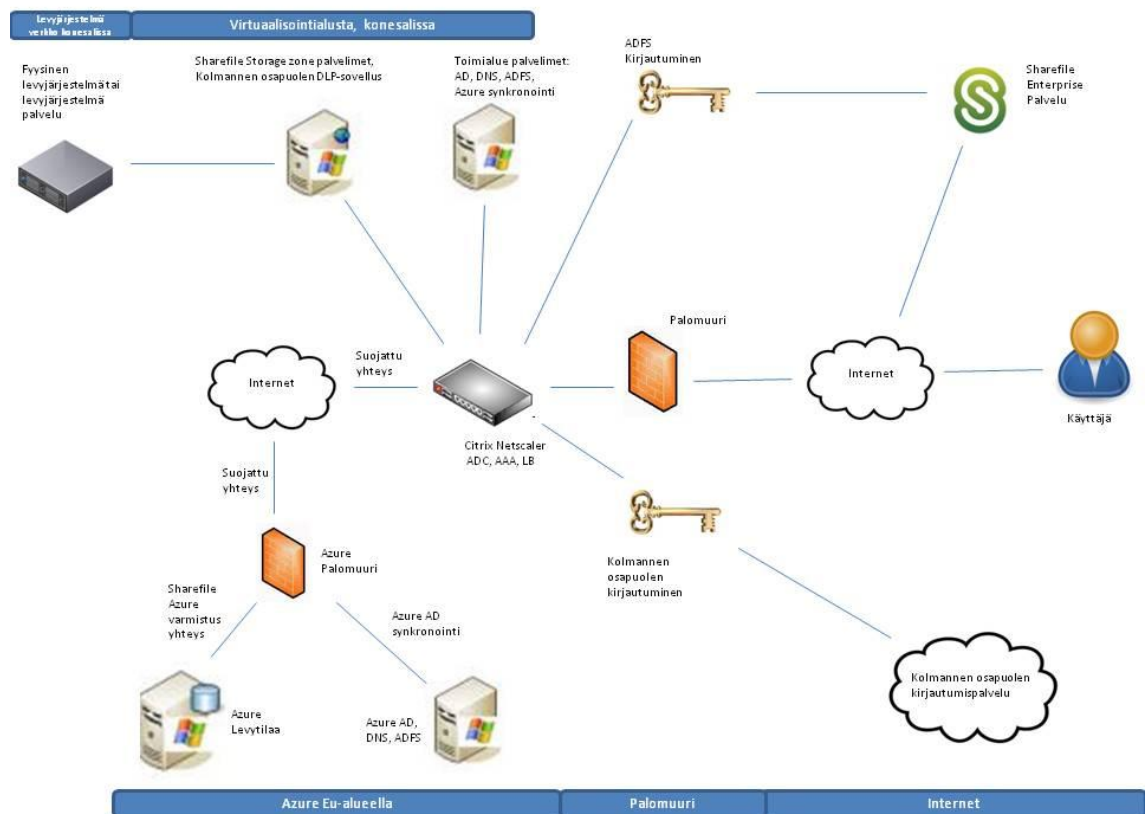 Levyjärjestelmä
verkko konesalissa
Virtuaalisointialusta, konesalissa
Fyysinen
levyjärjestelmä tai
levyjärjestelmä
palvelu
Sharefile Storage zone palvelimet,
Kolmannen osapuolen DLP-sovellus
Toimialue palvelimet:
AD, DNS, ADFS,
Azure synkronointi
ADFS
Kirjautuminen
Sharefile
Enterprise
Palvelu
Palomuuri
Suojattu
yhteys
Internet
Internet
Käyttäjä
Citrix Netscaler
ADC, AAA, LB
Suojattu
yhteys
Azure
Palomuuri
Kolmannen
osapuolen
kirjautuminen
Sharefile
Azure
varmistus
yhteys
Azure AD
synkronointi
Kolmannen osapuolen
kirjautumispalvelu
Azure
Levytilaa
Azure AD,
DNS, ADFS
Azure Eu-alueella
Palomuuri
Internet